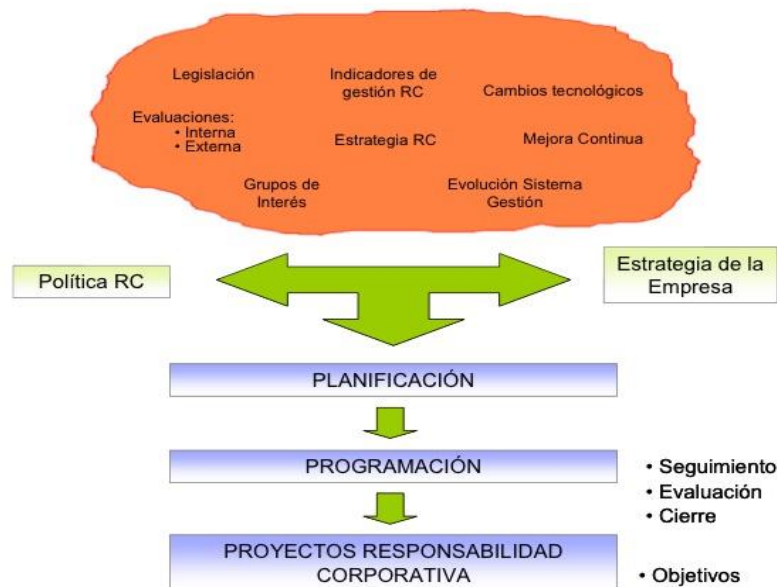 Legislación
Indicadores de
gestión RC
Cambios tecnológicos
Evaluaciones:
• Interna
• Externa
Estrategia RC
Mejora Continua
Grupos de
Interés
Evolución Sistema
Gestión
Política RC
Estrategia de la
Empresa
PLANIFICACIÓN
PROGRAMACIÓN
• Seguimiento
• Evaluación
• Cierre
PROYECTOS RESPONSABILIDAD
CORPORATIVA
• Objetivos